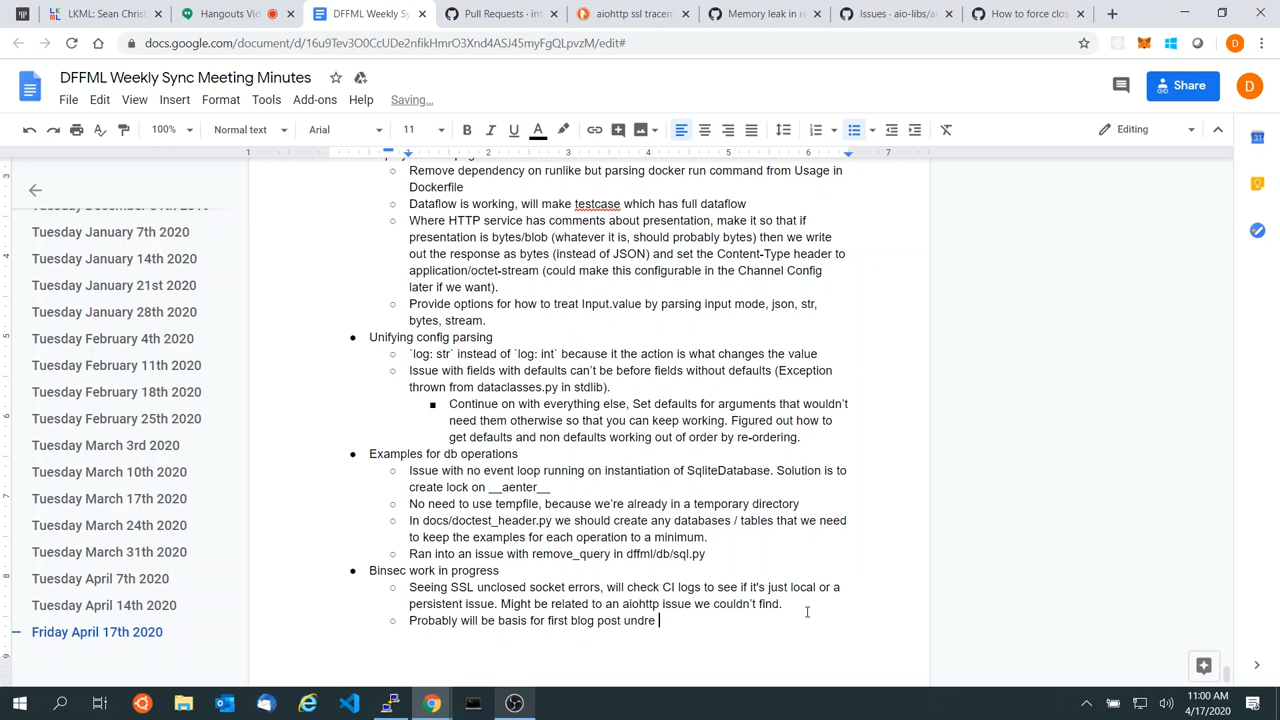 LKML: Sean Christ
Hangouts Vid
DFFML Weekly Sy
Pull Requests · int
aiohttp ssl tracem
Memory leak in re
Issues · aio-libs/ai
How to force clos
docs.google.com/document/d/16u9Tev3O0CcUDe2nfikHmrO3Xnd4ASJ45myFgQLpvzM/edit#
DFFML Weekly Sync Meeting Minutes
File Edit View Insert Format Tools Add-ons Help Saving...
Share
D
100% Normal text Arial 11 Editing
1 1 2 3 4 5 6 7
Tuesday December 31st 2019
Tuesday January 7th 2020
Tuesday January 14th 2020
Tuesday January 21st 2020
Tuesday January 28th 2020
Tuesday February 4th 2020
Tuesday February 11th 2020
Tuesday February 18th 2020
Tuesday February 25th 2020
Tuesday March 3rd 2020
Tuesday March 10th 2020
Tuesday March 17th 2020
Tuesday March 24th 2020
Tuesday March 31th 2020
Tuesday April 7th 2020
Tuesday April 14th 2020
Friday April 17th 2020
Remove dependency on runlike but parsing docker run command from Usage in
Dockerfile
Dataflow is working, will make testcase which has full dataflow
Where HTTP service has comments about presentation, make it so that if
presentation is bytes/blob (whatever it is, should probably bytes) then we write
out the response as bytes (instead of JSON) and set the Content-Type header to
application/octet-stream (could make this configurable in the Channel Config
later if we want).
Provide options for how to treat Input.value by parsing input mode, json, str,
bytes, stream.
Unifying config parsing
`log: str` instead of `log: int` because it the action is what changes the value
Issue with fields with defaults can't be before fields without defaults (Exception
thrown from dataclasses.py in stdlib).
Continue on with everything else, Set defaults for arguments that wouldn't
need them otherwise so that you can keep working. Figured out how to
get defaults and non defaults working out of order by re-ordering.
Examples for db operations
Issue with no event loop running on instantiation of SqliteDatabase. Solution is to
create lock on __aenter__
No need to use tempfile, because we're already in a temporary directory
In docs/doctest_header.py we should create any databases / tables that we need
to keep the examples for each operation to a minimum.
Ran into an issue with remove_query in dffml/db/sql.py
Binsec work in progress
Seeing SSL unclosed socket errors, will check CI logs to see if it's just local or a
persistent issue. Might be related to an aiohttp issue we couldn't find.
Probably will be basis for first blog post undre
11:00 AM
4/17/2020